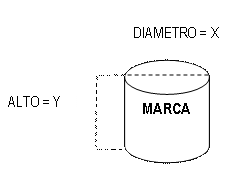 DIAMETRO = X
ALTO = Y
MARCA